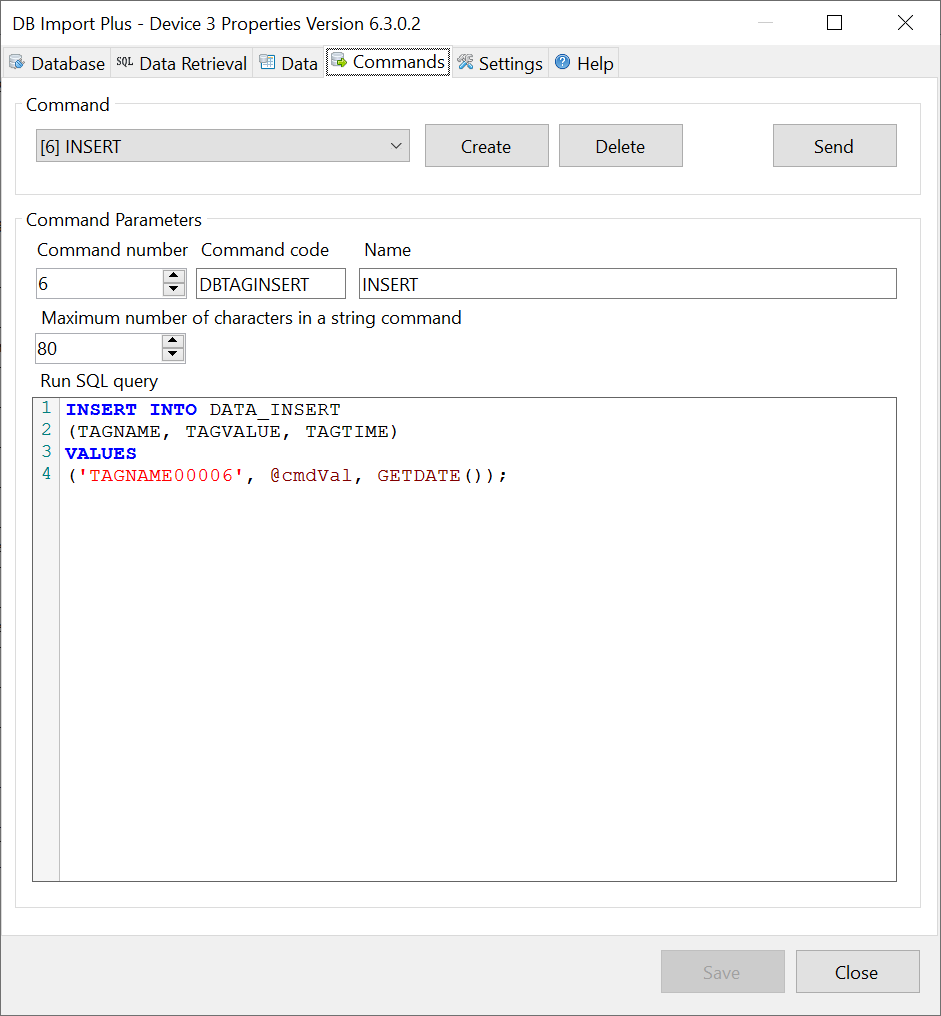 DB Import Plus - Device 3 Properties Version 6.3.0.2
Database SQL Data Retrieval Data Commands Settings ? Help
Command
[6] INSERT Create Delete Send
Command Parameters
Command number Command code Name
6 DBTAGINSERT INSERT
Maximum number of characters in a string command
80
Run SQL query
1 INSERT INTO DATA_INSERT
2 (TAGNAME, TAGVALUE, TAGTIME)
3 VALUES
4 ('TAGNAME00006', @cmdVal, GETDATE());
Save Close